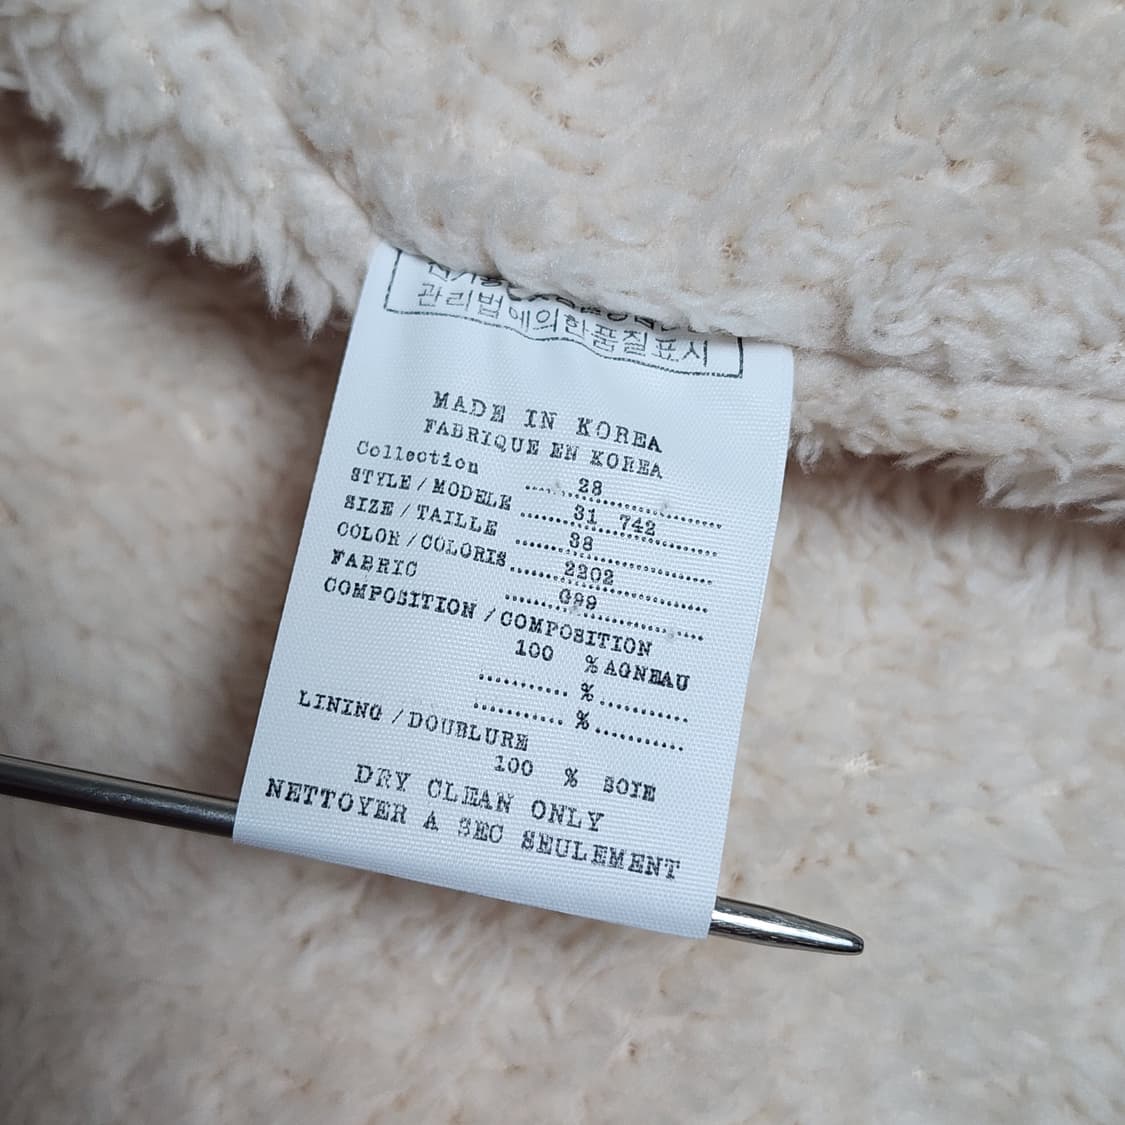 관리법에의한품질표시
MADE IN KOREA
FABRIQUE EN KOREA
Collection 28
STYLE/MODELE 31 742
SIZE/TAILLE 38
COLOR/COLORIS 2202
FABRIC G99
COMPOSITION/COMPOSITION
100 % AGNEAU
%
%
LINING/DOUBLURE
100 % SOIE
DRY CLEAN ONLY
NETTOYER A SEC SEULEMENT